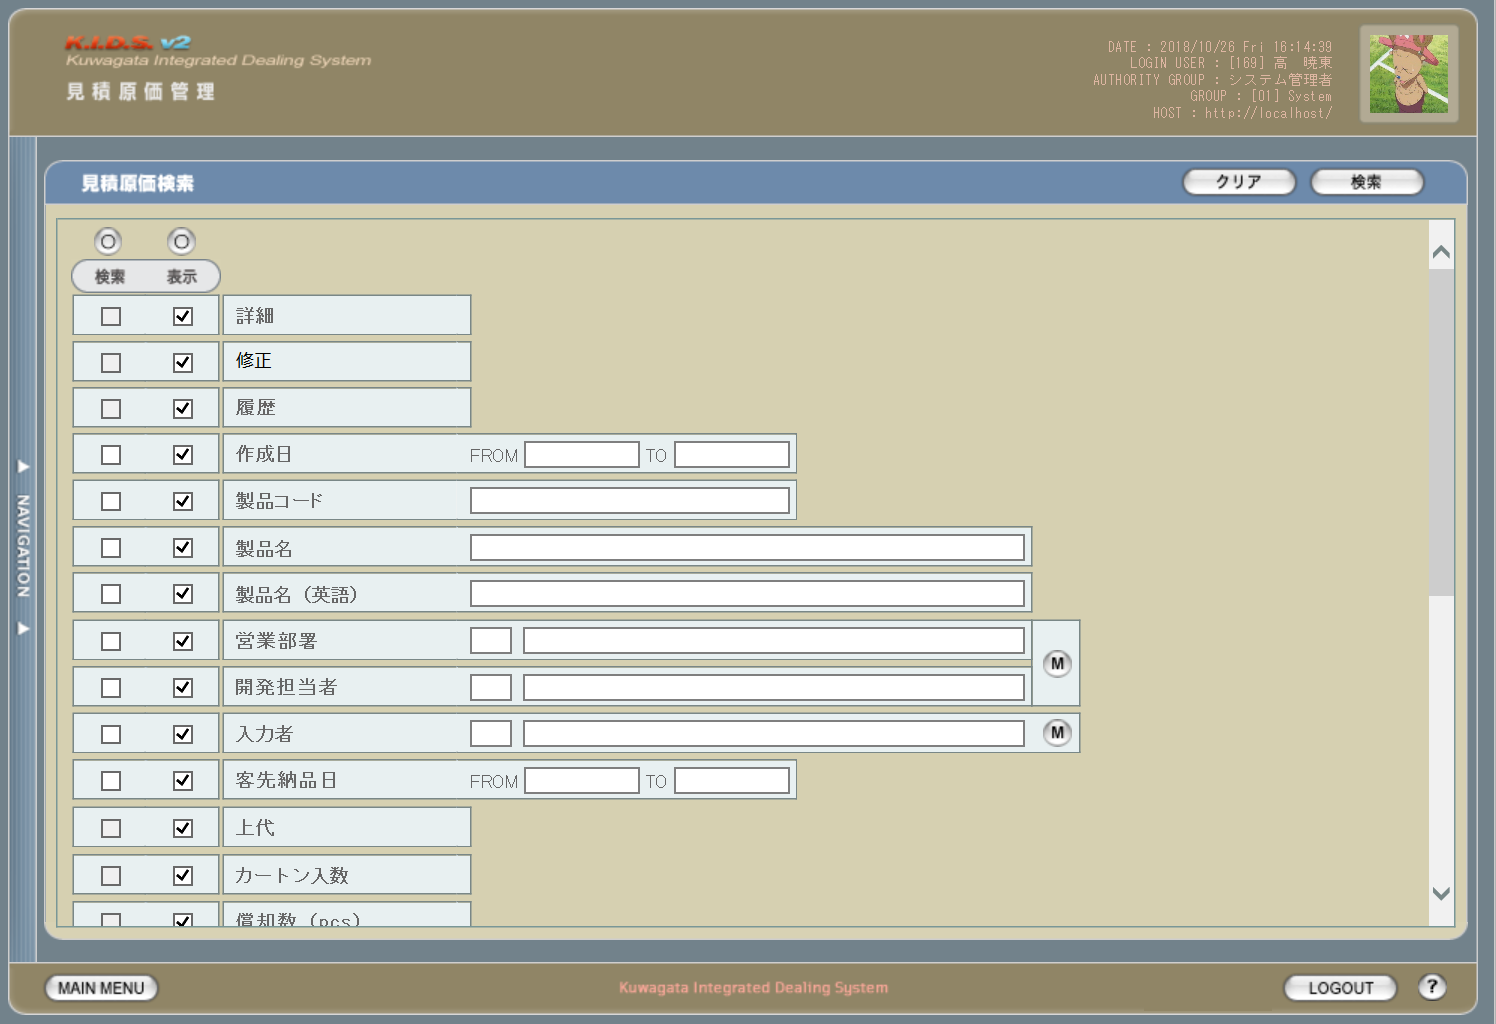 K.I.D.S. v2
Kuwagata Integrated Dealing System
見積原価管理
DATE : 2018/10/26 Fri 16:14:39
LOGIN USER : [169] 高　暁東
AUTHORITY GROUP : システム管理者
GROUP : [01] System
HOST : http://localhost/
見積原価検索
クリア
検索
検索 表示
詳細
修正
履歴
作成日 FROM TO
製品コード
製品名
製品名（英語）
営業部署
M
開発担当者
入力者 M
客先納品日 FROM TO
上代
カートン入数
償却数（pcs）
NAVIGATION
MAIN MENU
Kuwagata Integrated Dealing System
LOGOUT
?